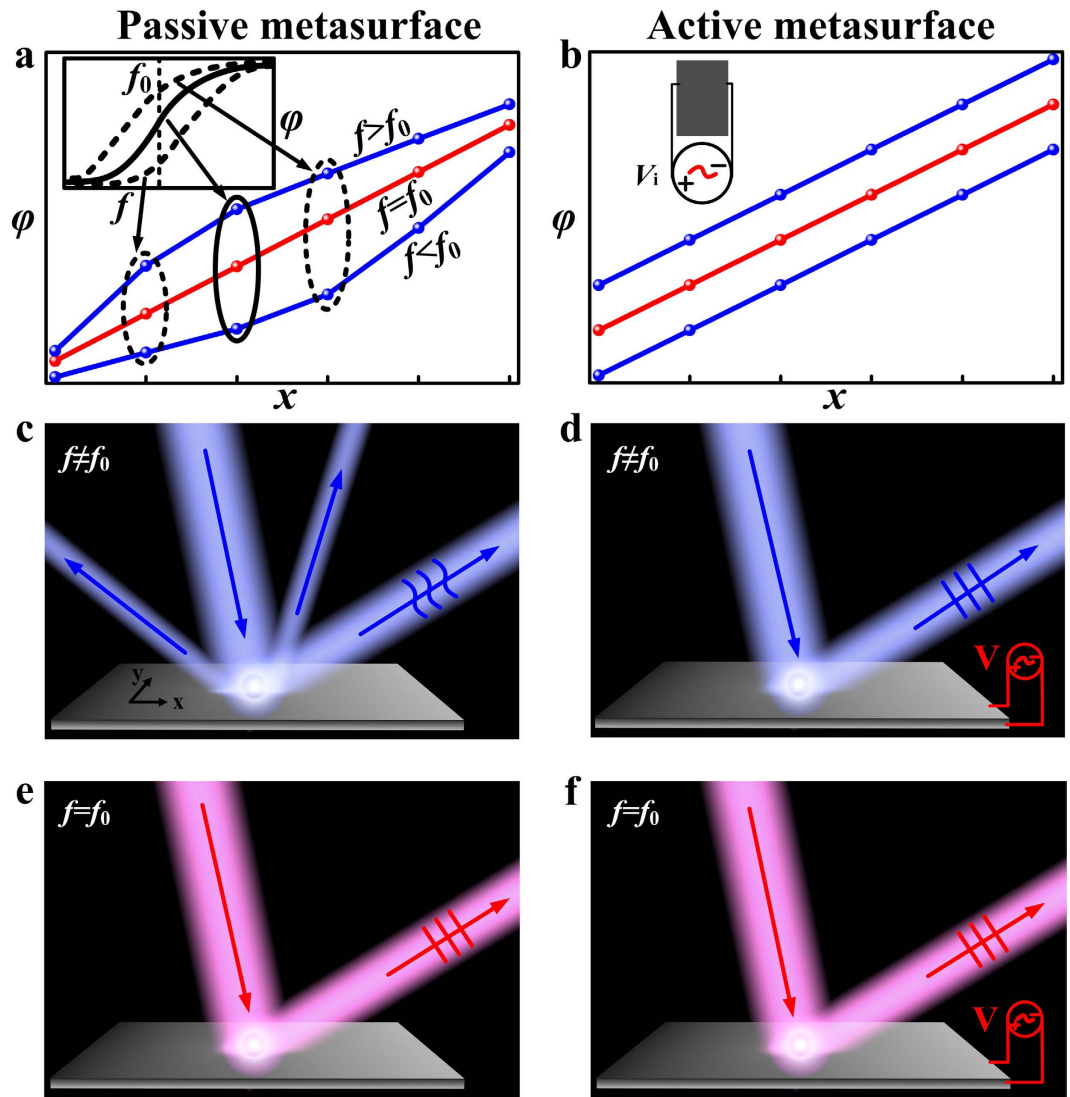 Passive metasurface
Active metasurface
a
f₀
φ
f
f>f₀
f=f₀
f<f₀
φ
x
b
Vᵢ
+ -
φ
x
c
f≠f₀
y
x
d
f≠f₀
V
+ -
e
f=f₀
f
f=f₀
V
+ -